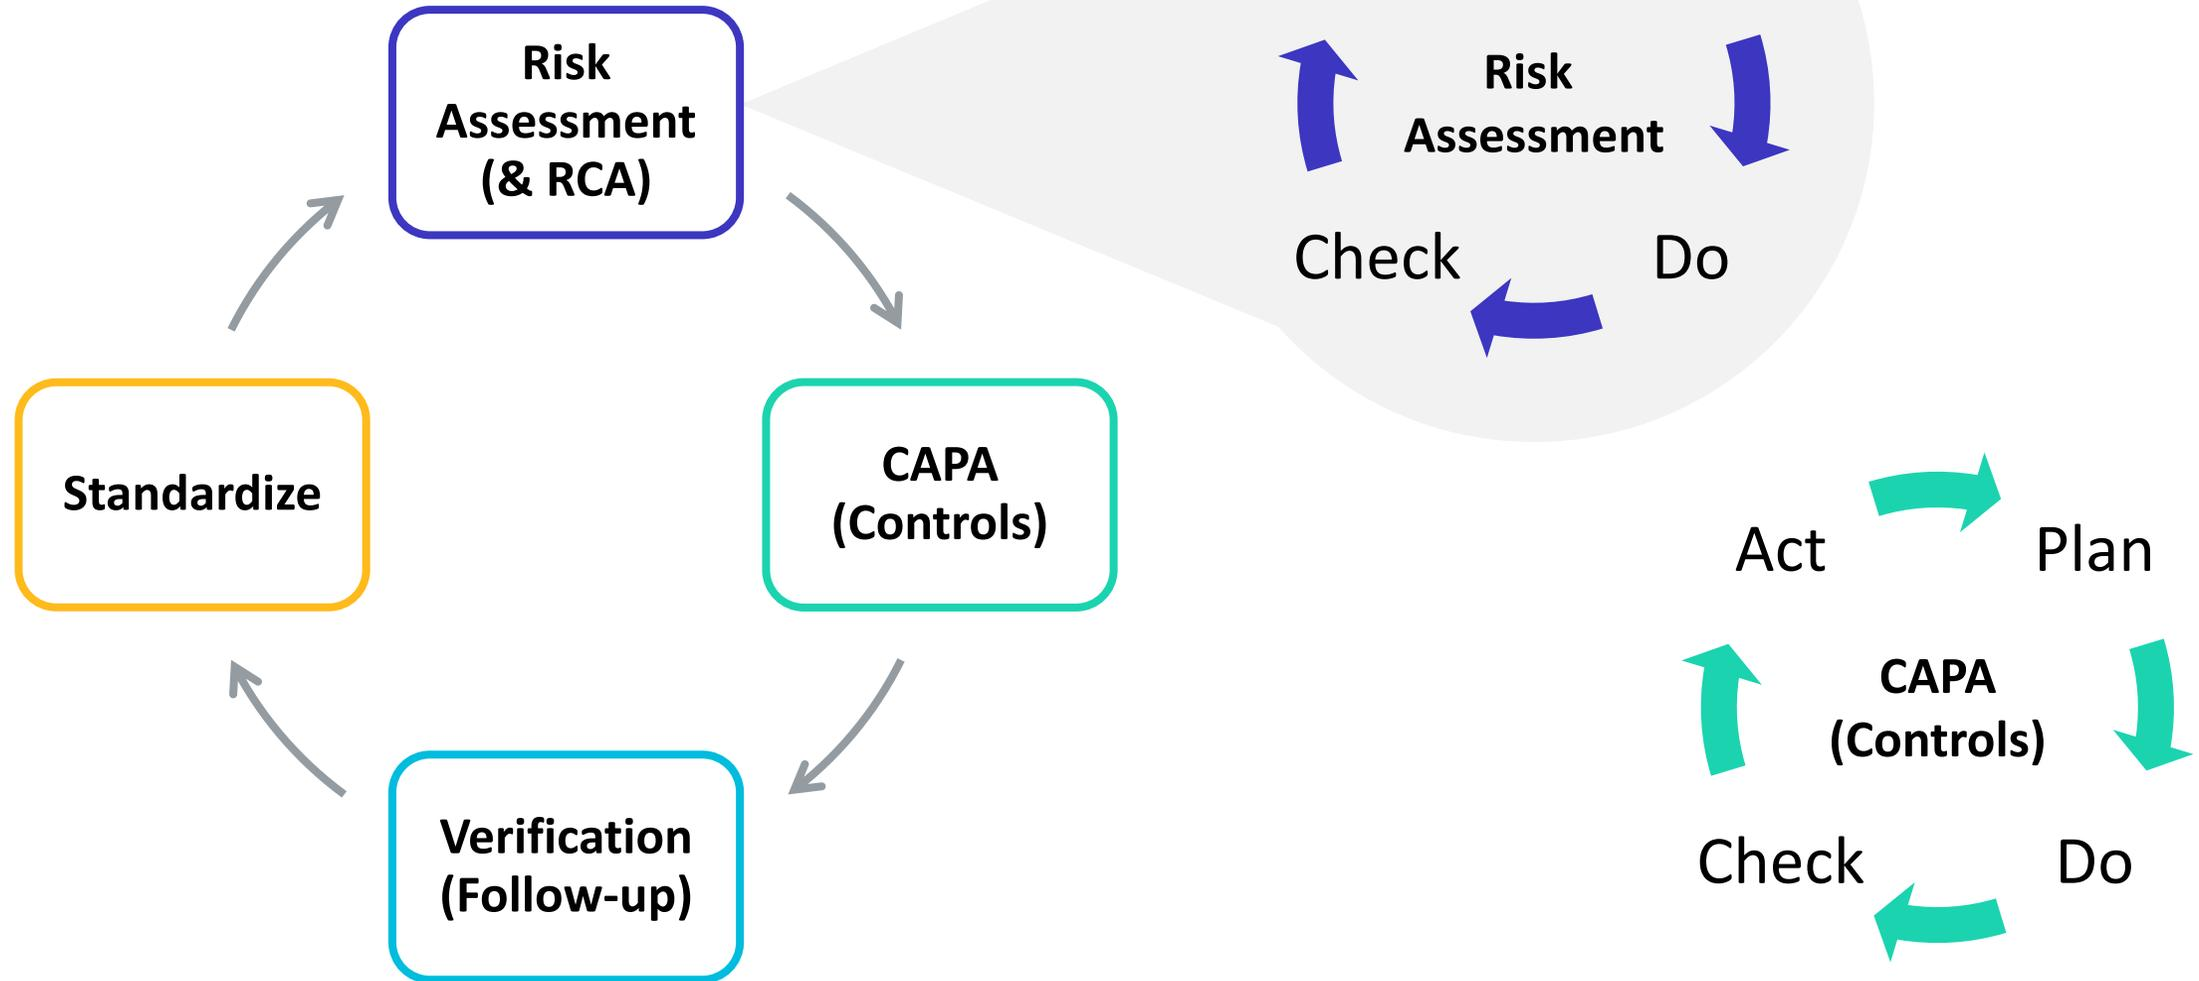 Risk
Assessment
(& RCA)
Standardize
CAPA
(Controls)
Verification
(Follow-up)
Risk
Assessment
Check
Do
Act
Plan
CAPA
(Controls)
Check
Do